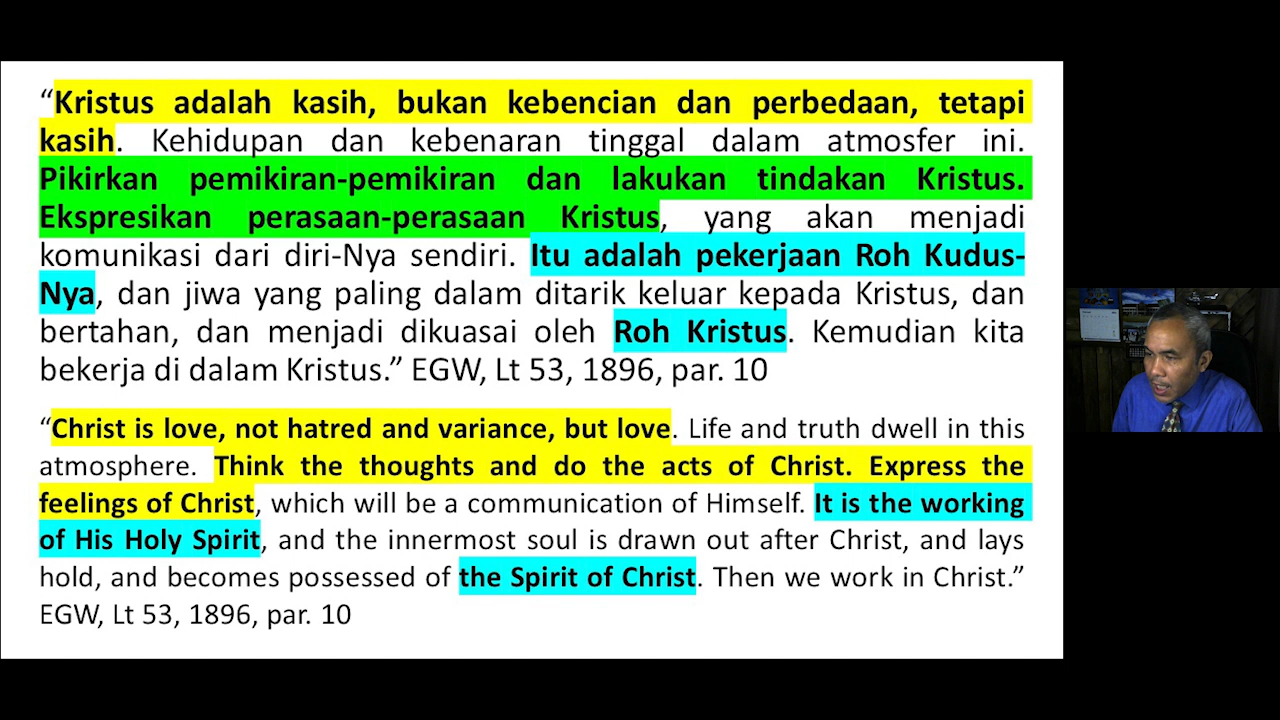 “Kristus adalah kasih, bukan kebencian dan perbedaan, tetapi
kasih. Kehidupan dan kebenaran tinggal dalam atmosfer ini.
Pikirkan pemikiran-pemikiran dan lakukan tindakan Kristus.
Ekspresikan perasaan-perasaan Kristus, yang akan menjadi
komunikasi dari diri-Nya sendiri. Itu adalah pekerjaan Roh Kudus-
Nya, dan jiwa yang paling dalam ditarik keluar kepada Kristus, dan
bertahan, dan menjadi dikuasai oleh Roh Kristus. Kemudian kita
bekerja di dalam Kristus.” EGW, Lt 53, 1896, par. 10
“Christ is love, not hatred and variance, but love. Life and truth dwell in this
atmosphere. Think the thoughts and do the acts of Christ. Express the
feelings of Christ, which will be a communication of Himself. It is the working
of His Holy Spirit, and the innermost soul is drawn out after Christ, and lays
hold, and becomes possessed of the Spirit of Christ. Then we work in Christ.”
EGW, Lt 53, 1896, par. 10